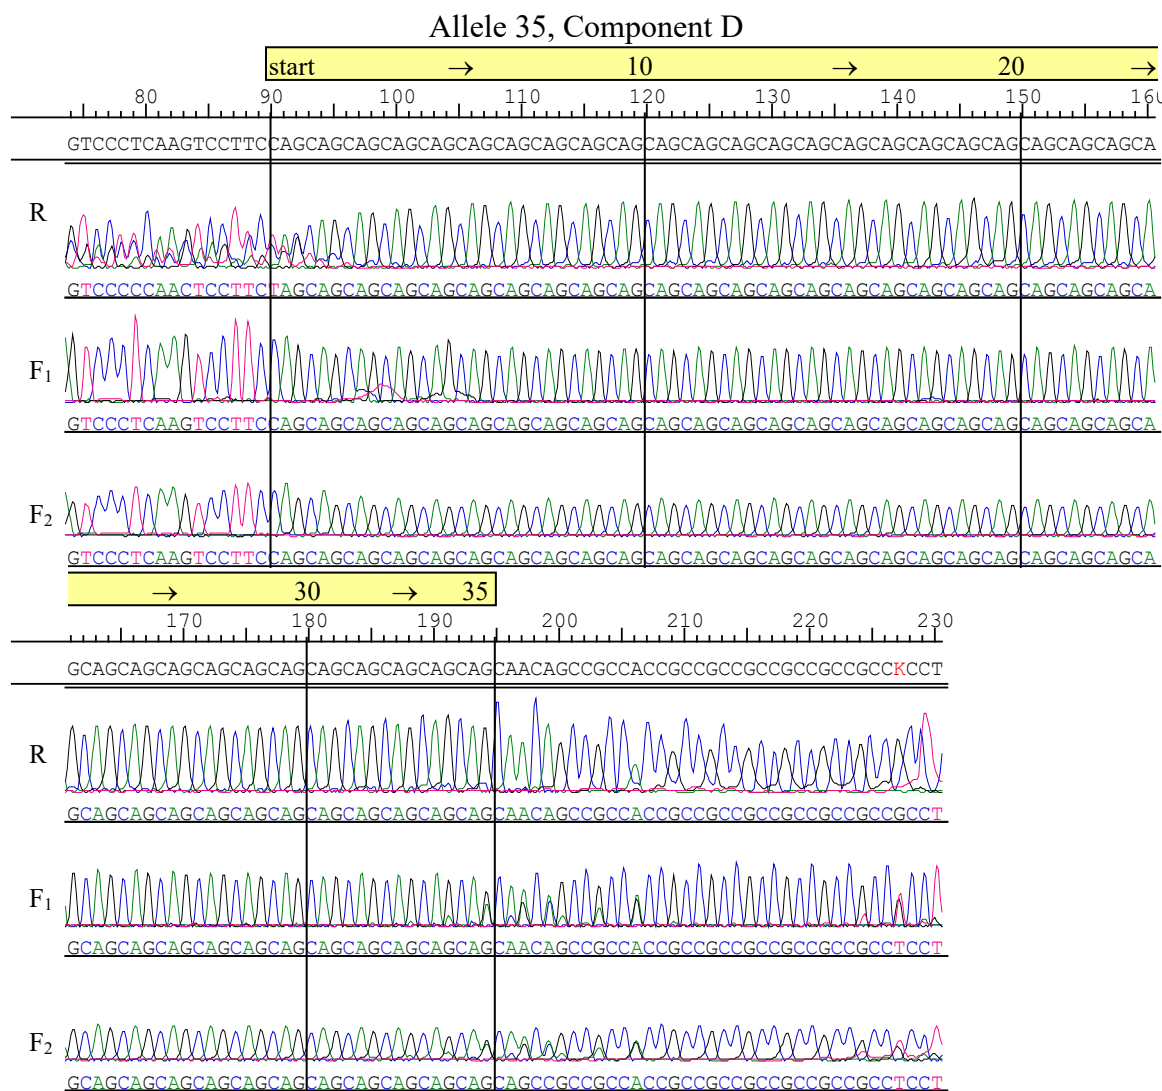 Allele 35, Component D
start → 10 → 20 →
80 90 100 110 120 130 140 150 160
GTCCCTCAAGTCCTTCCAGCAGCAGCAGCAGCAGCAGCAGCAGCAGCAGCAGCAGCAGCAGCAGCAGCAGCAGCAGCAGCAGCAGCA
R
GTCCCCCAACTCCTTCTAGCAGCAGCAGCAGCAGCAGCAGCAGCAGCAGCAGCAGCAGCAGCAGCAGCAGCAGCAGCAGCAGCAGCA
F1
GTCCCTCAAGTCCTTCCAGCAGCAGCAGCAGCAGCAGCAGCAGCAGCAGCAGCAGCAGCAGCAGCAGCAGCAGCAGCAGCAGCAGCA
F2
GTCCCTCAAGTCCTTCCAGCAGCAGCAGCAGCAGCAGCAGCAGCAGCAGCAGCAGCAGCAGCAGCAGCAGCAGCAGCAGCAGCAGCA
→ 30 → 35
170 180 190 200 210 220 230
GCAGCAGCAGCAGCAGCAGCAGCAGCAGCAGCAGCAACAGCCGCCACCGCCGCCGCCGCCGCCGCCKCCT
R
GCAGCAGCAGCAGCAGCAGCAGCAGCAGCAGCAGCAACAGCCGCCACCGCCGCCGCCGCCGCCGCCGCCT
F1
GCAGCAGCAGCAGCAGCAGCAGCAGCAGCAGCAGCAACAGCCGCCACCGCCGCCGCCGCCGCCGCCTCCT
F2
GCAGCAGCAGCAGCAGCAGCAGCAGCAGCAGCAGCAGCCGCCGCCACCGCCGCCGCCGCCGCCGCCTCCT